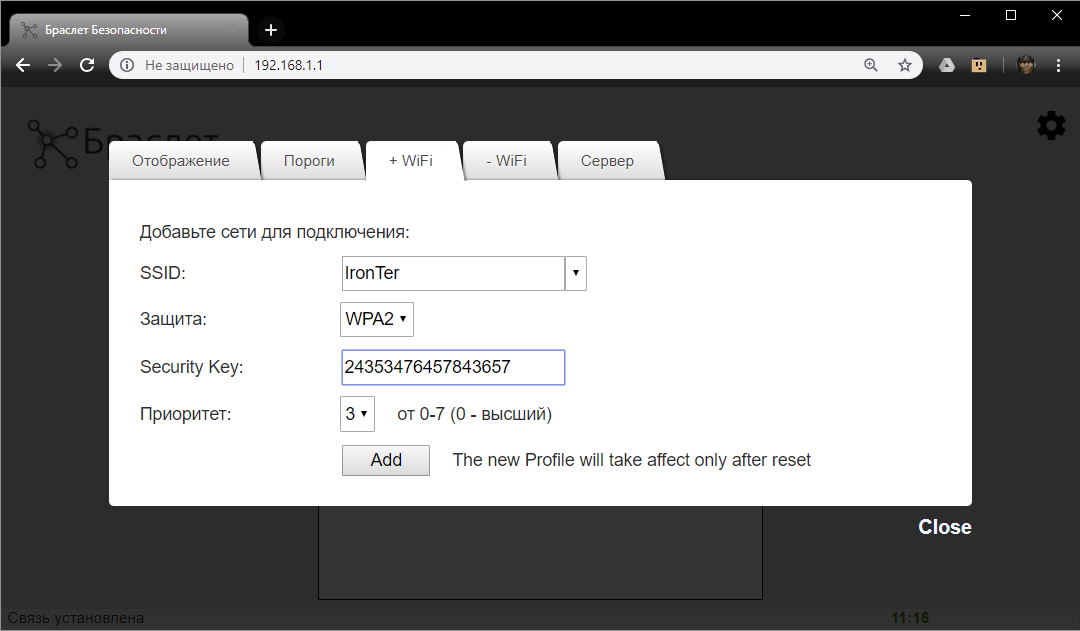 Браслет Безопасности
Не защищено 192.168.1.1
Браслет
Отображение Пороги + WiFi - WiFi Сервер
Добавьте сети для подключения:
SSID: IronTer
Защита: WPA2
Security Key: 24353476457843657
Приоритет: 3 от 0-7 (0 - высший)
Add The new Profile will take affect only after reset
Close
Связь установлена 11:16